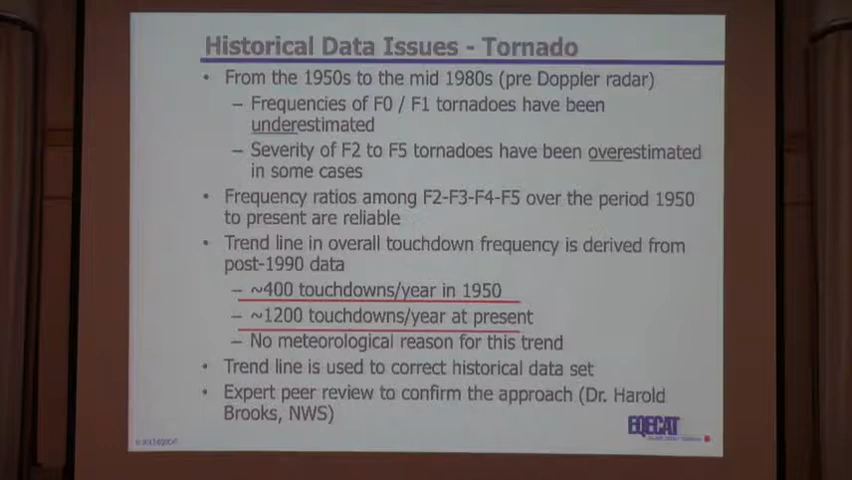 Historical Data Issues - Tornado
• From the 1950s to the mid 1980s (pre Doppler radar)
– Frequencies of F0 / F1 tornadoes have been
underestimated
– Severity of F2 to F5 tornadoes have been overestimated
in some cases
• Frequency ratios among F2-F3-F4-F5 over the period 1950
to present are reliable
• Trend line in overall touchdown frequency is derived from
post-1990 data
– ~400 touchdowns/year in 1950
– ~1200 touchdowns/year at present
– No meteorological reason for this trend
• Trend line is used to correct historical data set
• Expert peer review to confirm the approach (Dr. Harold
Brooks, NWS)
EQECAT